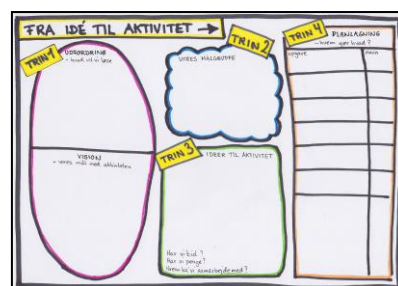 FRA IDÉ TIL AKTIVITET →
TRIN 1
UDFORDRING
- hvad vil vi løse
VISION
- vores mål med aktiviteten
TRIN 2
VORES MÅLGRUPPE
TRIN 3
IDEER TIL AKTIVITET
Har vi tid?
Har vi penge?
Hvem kan vi samarbejde med?
TRIN 4
PLANLÆGNING
- hvem gør hvad?
opgave
navn